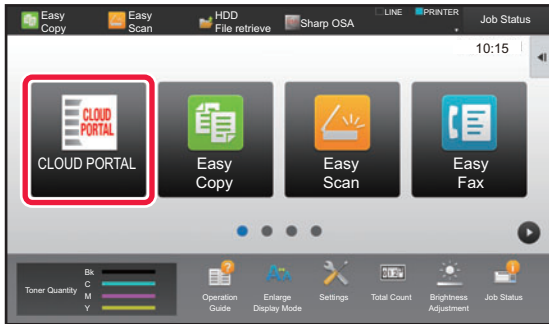 Easy
Copy
Easy
Scan
HDD
File retrieve
Sharp OSA
LINE
PRINTER
Job Status
10:15
CLOUD
PORTAL
CLOUD PORTAL
Easy
Copy
Easy
Scan
Easy
Fax
Toner Quantity
Bk
C
M
Y
Operation
Guide
Enlarge
Display Mode
Settings
Total Count
Brightness
Adjustment
Job Status